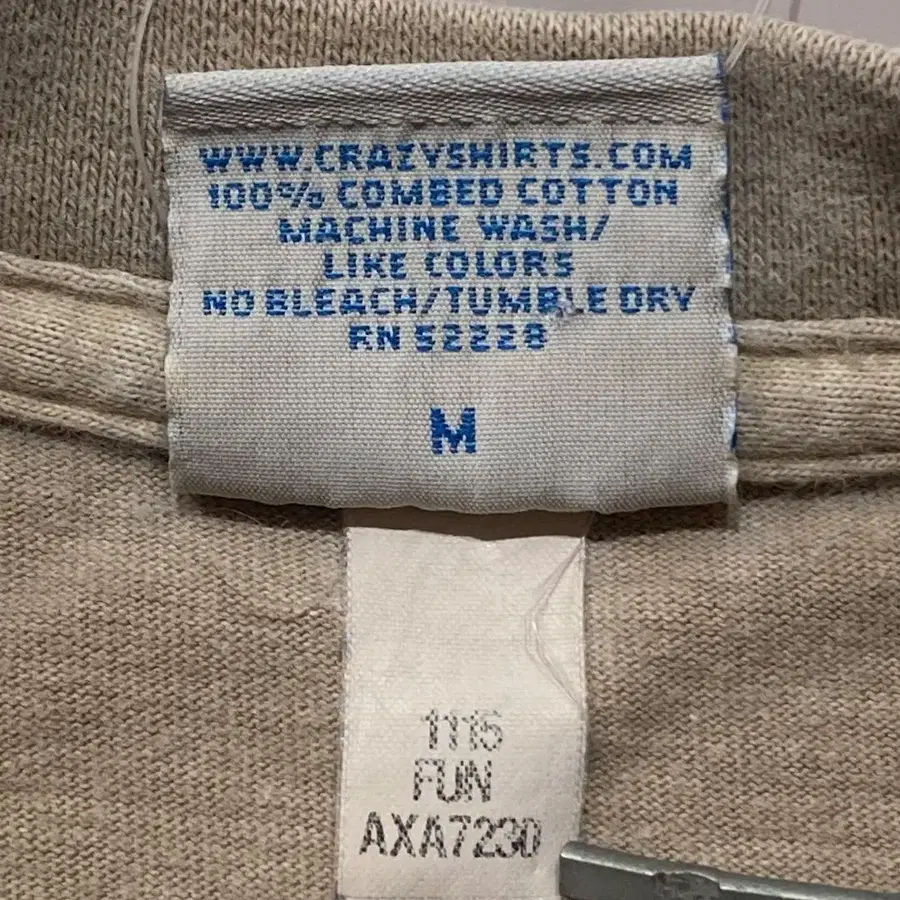 WWW.CRAZYSHIRTS.COM
100% COMBED COTTON
MACHINE WASH/
LIKE COLORS
NO BLEACH/TUMBLE DRY
RN 52228
M
1115
FUN
AXA7230